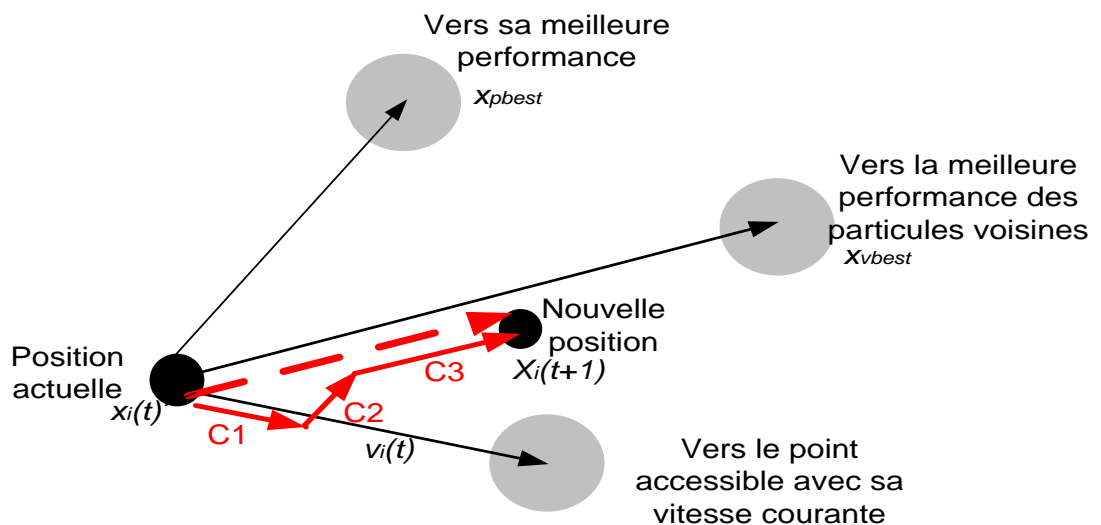 Vers sa meilleure
performance
xpbest
Vers la meilleure
performance des
particules voisines
xvbest
Nouvelle
position
Xi(t+1)
Position
actuelle
xi(t)
C1
C2
C3
vi(t)
Vers le point
accessible avec sa
vitesse courante